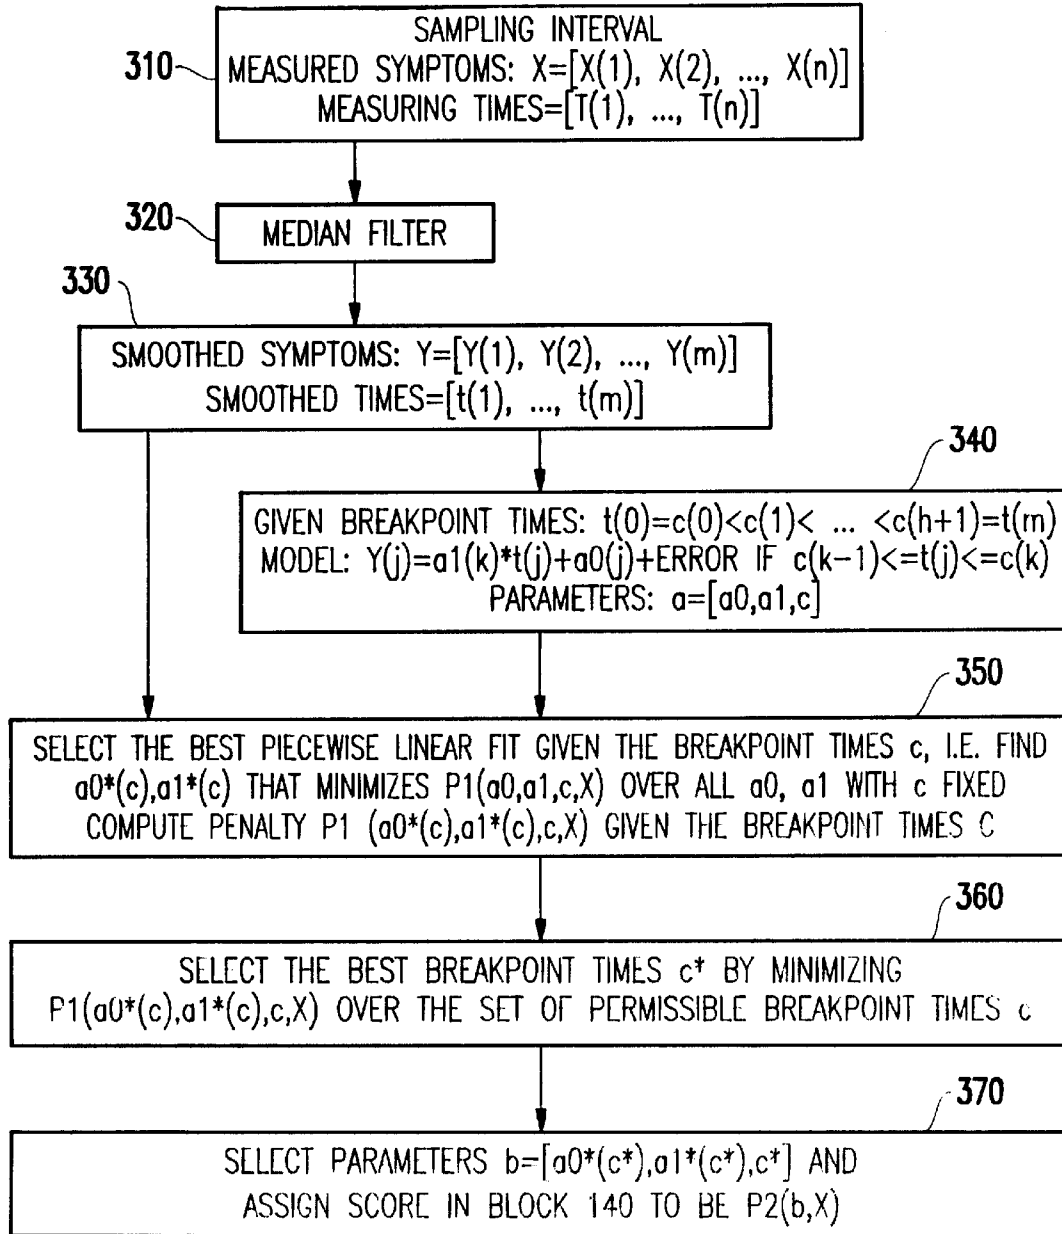 SAMPLING INTERVAL
310
MEASURED SYMPTOMS: X=[X(1), X(2), ..., X(n)]
MEASURING TIMES=[T(1), ..., T(n)]
320
MEDIAN FILTER
330
SMOOTHED SYMPTOMS: Y=[Y(1), Y(2), ..., Y(m)]
SMOOTHED TIMES=[t(1), ..., t(m)]
340
GIVEN BREAKPOINT TIMES: t(0)=c(0)<c(1)< ... <c(h+1)=t(m)
MODEL: Y(j)=a1(k)*t(j)+a0(j)+ERROR IF c(k-1)<=t(j)<=c(k)
PARAMETERS: a=[a0,a1,c]
350
SELECT THE BEST PIECEWISE LINEAR FIT GIVEN THE BREAKPOINT TIMES c, I.E. FIND
a0*(c),a1*(c) THAT MINIMIZES P1(a0,a1,c,X) OVER ALL a0, a1 WITH c FIXED
COMPUTE PENALTY P1 (a0*(c),a1*(c),c,X) GIVEN THE BREAKPOINT TIMES C
360
SELECT THE BEST BREAKPOINT TIMES c* BY MINIMIZING
P1(a0*(c),a1*(c),c,X) OVER THE SET OF PERMISSIBLE BREAKPOINT TIMES c
370
SELECT PARAMETERS b=[a0*(c*),a1*(c*),c*] AND
ASSIGN SCORE IN BLOCK 140 TO BE P2(b,X)